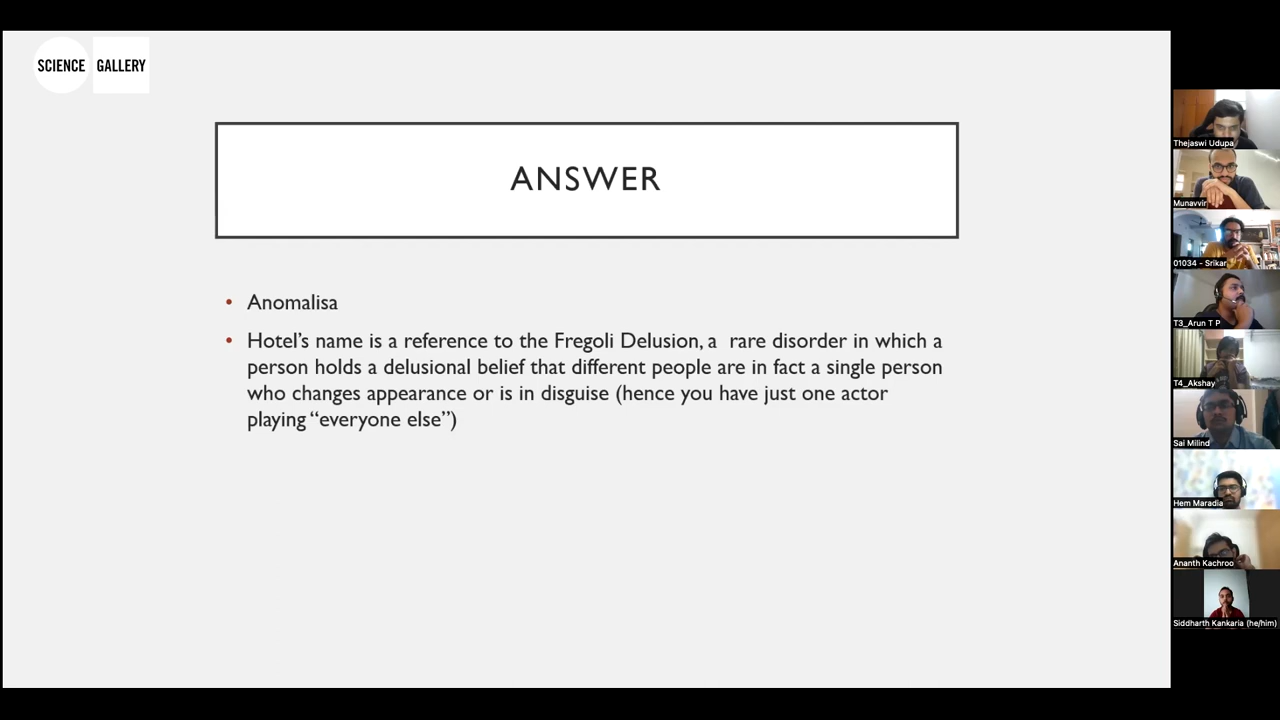 SCIENCE GALLERY
ANSWER
• Anomalisa
• Hotel's name is a reference to the Fregoli Delusion, a  rare disorder in which a
person holds a delusional belief that different people are in fact a single person
who changes appearance or is in disguise (hence you have just one actor
playing “everyone else”)
Thejaswi Udupa
Munavvir
01034 - Srikar
T3_Arun T P
T4_Akshay
Sai Milind
Hem Maradia
Ananth Kachroo
Siddharth Kankaria (he/him)